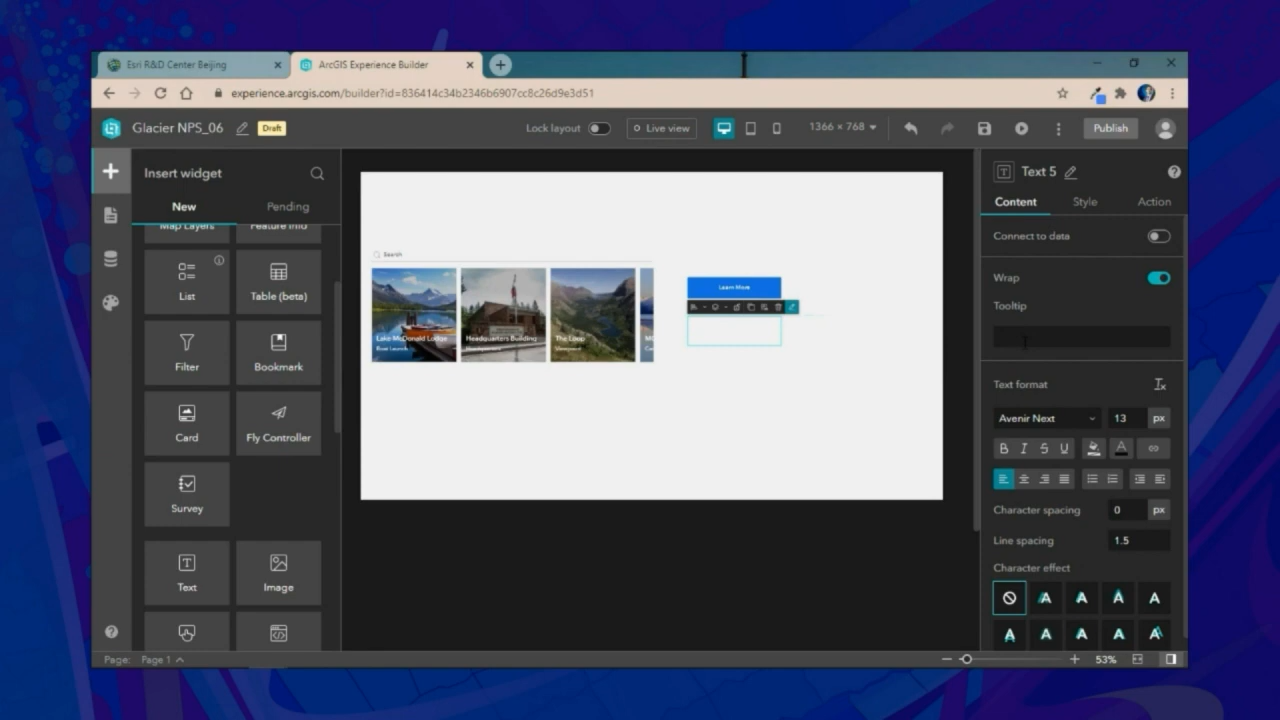 Esri R&D Center Beijing
ArcGIS Experience Builder
experience.arcgis.com/builder?id=836414c34b2346b6907cc8c26d9e3d51
Glacier NPS_06
Draft
Lock layout
Live view
1366 × 768
Publish
Insert widget
New
Pending
Map Layers
Feature Info
List
Table (beta)
Filter
Bookmark
Card
Fly Controller
Survey
Text
Image
Search
Lake McDonald Lodge
Boat Launch
Headquarters Building
Headquarters
The Loop
Viewpoint
Learn More
Text 5
Content
Style
Action
Connect to data
Wrap
Tooltip
Text format
Avenir Next
13
px
Character spacing
0
px
Line spacing
1.5
Character effect
Page:
Page 1
53%